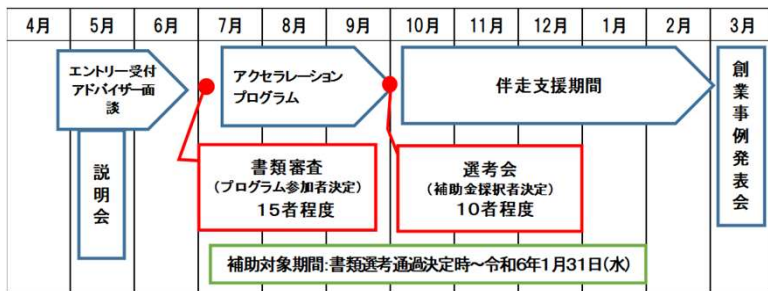 4月 5月 6月 7月 8月 9月 10月 11月 12月 1月 2月 3月
エントリー受付
アドバイザー面
談
アクセラレーション
プログラム
伴走支援期間
創業事例発表会
説明会
書類審査
(プログラム参加者決定)
15者程度
選考会
(補助金採択者決定)
10者程度
補助対象期間:書類選考通過決定時~令和6年1月31日(水)